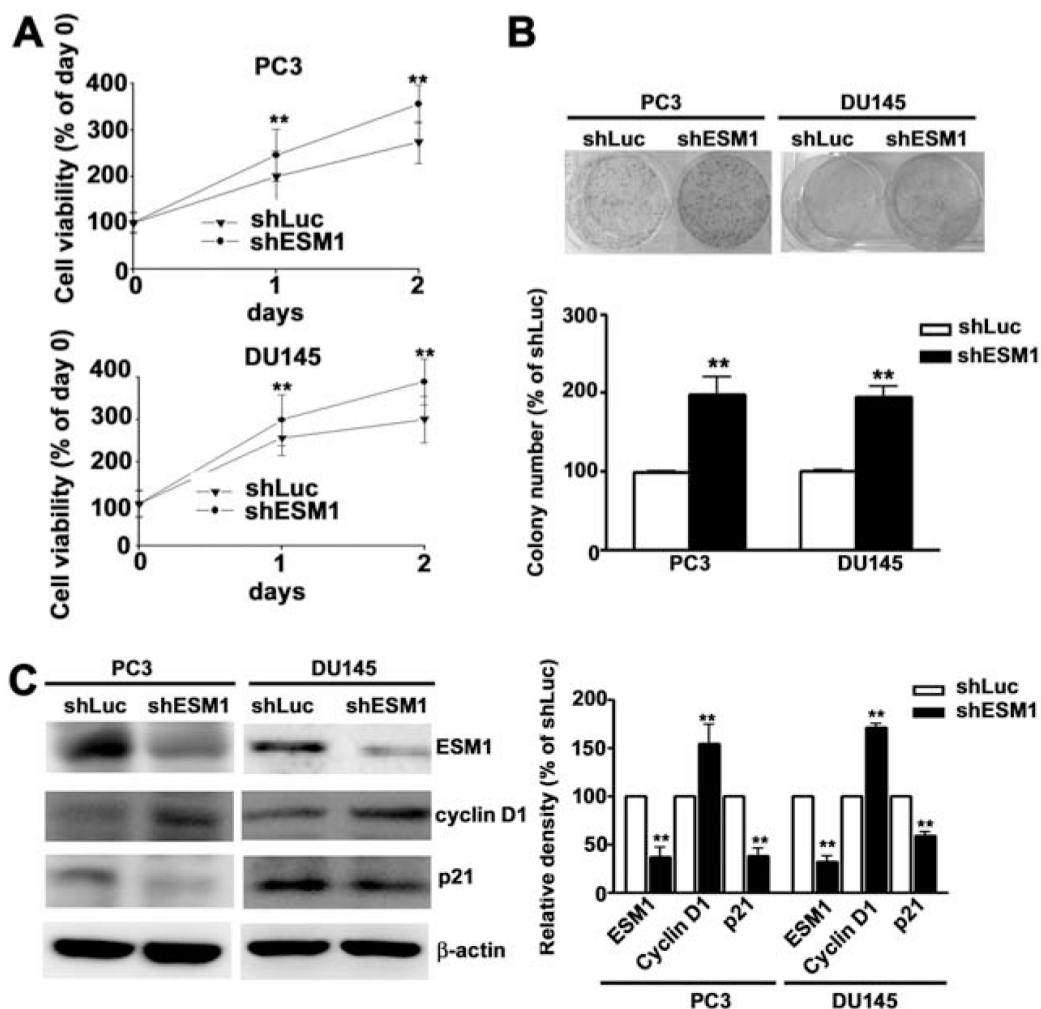 A
PC3
Cell viability (% of day 0)
400
300
200
100
0
**
**
shLuc
shESM1
0
1
2
days
DU145
Cell viability (% of day 0)
400
300
200
100
0
**
**
shLuc
shESM1
0
1
2
days
B
PC3
DU145
shLuc
shESM1
shLuc
shESM1
Colony number (% of shLuc)
300
200
100
0
shLuc
shESM1
**
**
PC3
DU145
C
PC3
DU145
shLuc
shESM1
shLuc
shESM1
ESM1
cyclin D1
p21
β-actin
Relative density (% of shLuc)
200
150
100
50
0
shLuc
shESM1
**
**
**
**
**
**
ESM1
Cyclin D1
p21
ESM1
Cyclin D1
p21
PC3
DU145